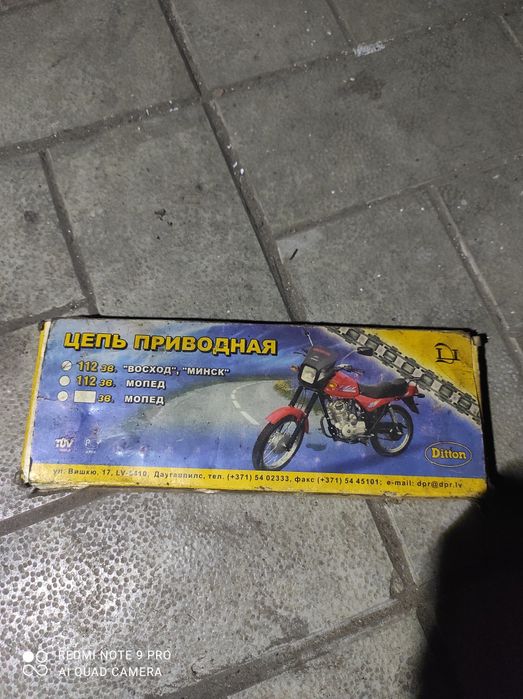 ЦЕПЬ ПРИВОДНАЯ
112 зв. "ВОСХОД", "МИНСК"
112 зв. МОПЕД
зв. МОПЕД
TÜV
Ditton
ул. Вишкю, 17, LV-5410, Даугавпилс, тел. (+371) 54 02333, факс (+371) 54 45101; e-mail: dpr@dpr.lv
REDMI NOTE 9 PRO
AI QUAD CAMERA